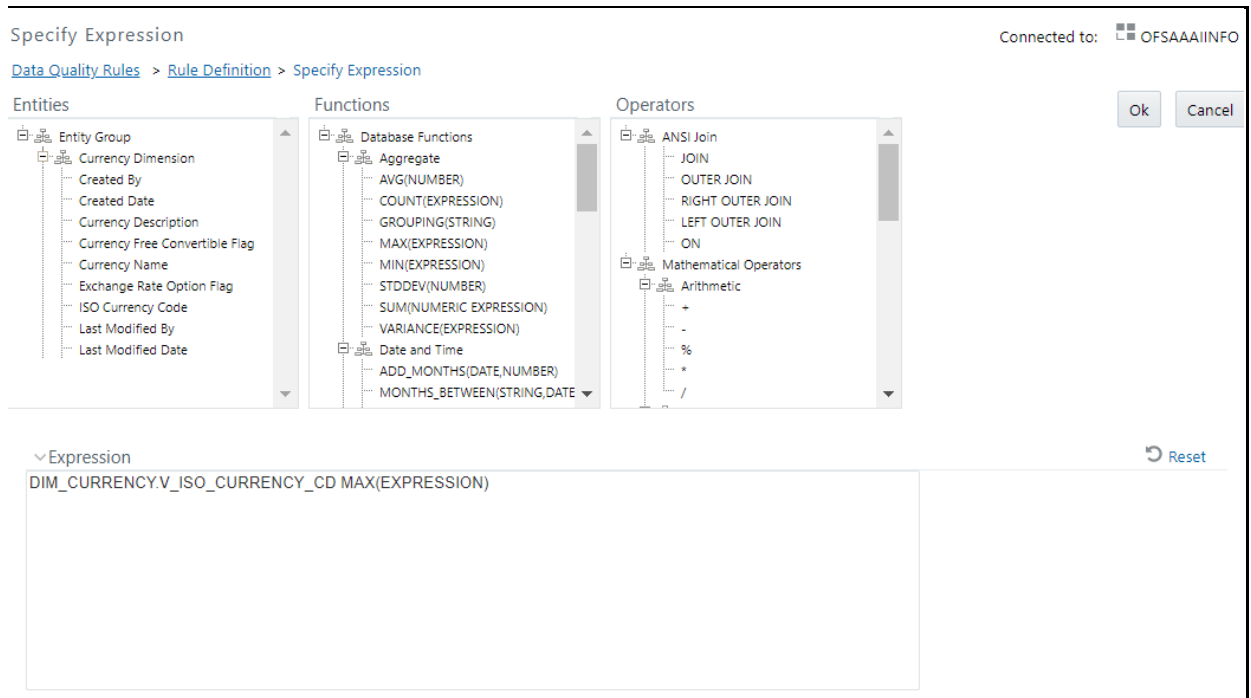 Specify Expression
Connected to: OFSAAAIINFO
Data Quality Rules > Rule Definition > Specify Expression
Entities
Functions
Operators
Ok
Cancel
Entity Group
Currency Dimension
Created By
Created Date
Currency Description
Currency Free Convertible Flag
Currency Name
Exchange Rate Option Flag
ISO Currency Code
Last Modified By
Last Modified Date
Database Functions
Aggregate
AVG(NUMBER)
COUNT(EXPRESSION)
GROUPING(STRING)
MAX(EXPRESSION)
MIN(EXPRESSION)
STDDEV(NUMBER)
SUM(NUMERIC EXPRESSION)
VARIANCE(EXPRESSION)
Date and Time
ADD_MONTHS(DATE,NUMBER)
MONTHS_BETWEEN(STRING,DATE
ANSI Join
JOIN
OUTER JOIN
RIGHT OUTER JOIN
LEFT OUTER JOIN
ON
Mathematical Operators
Arithmetic
+
-
%
*
/
Expression
Reset
DIM_CURRENCY.V_ISO_CURRENCY_CD MAX(EXPRESSION)